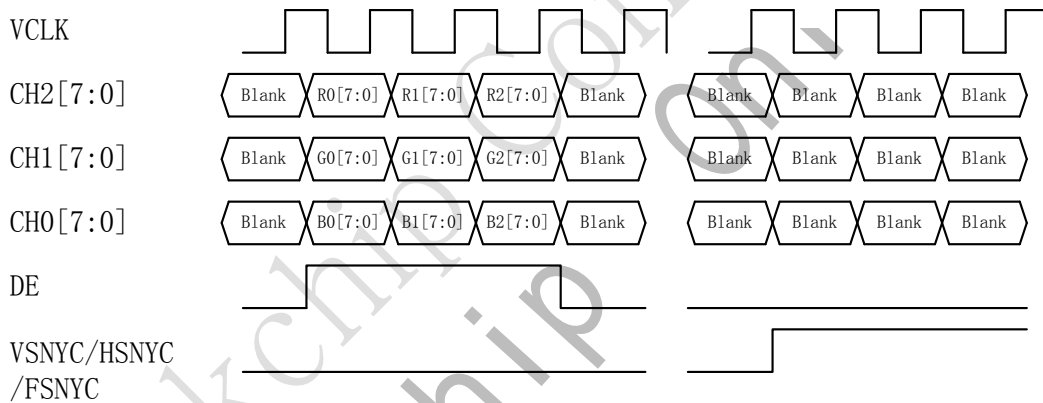 VCLK
CH2[7:0] Blank R0[7:0] R1[7:0] R2[7:0] Blank Blank Blank Blank Blank
CH1[7:0] Blank G0[7:0] G1[7:0] G2[7:0] Blank Blank Blank Blank Blank
CH0[7:0] Blank B0[7:0] B1[7:0] B2[7:0] Blank Blank Blank Blank Blank
DE
VSNYC/HSNYC
/FSNYC